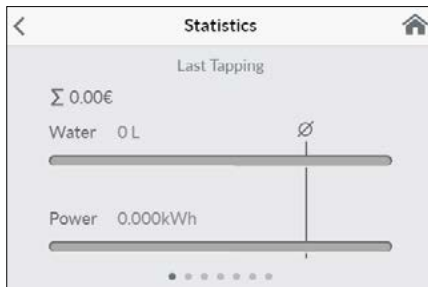 Statistics
Last Tapping
Σ 0.00€
Water 0 L Ø
Power 0.000kWh